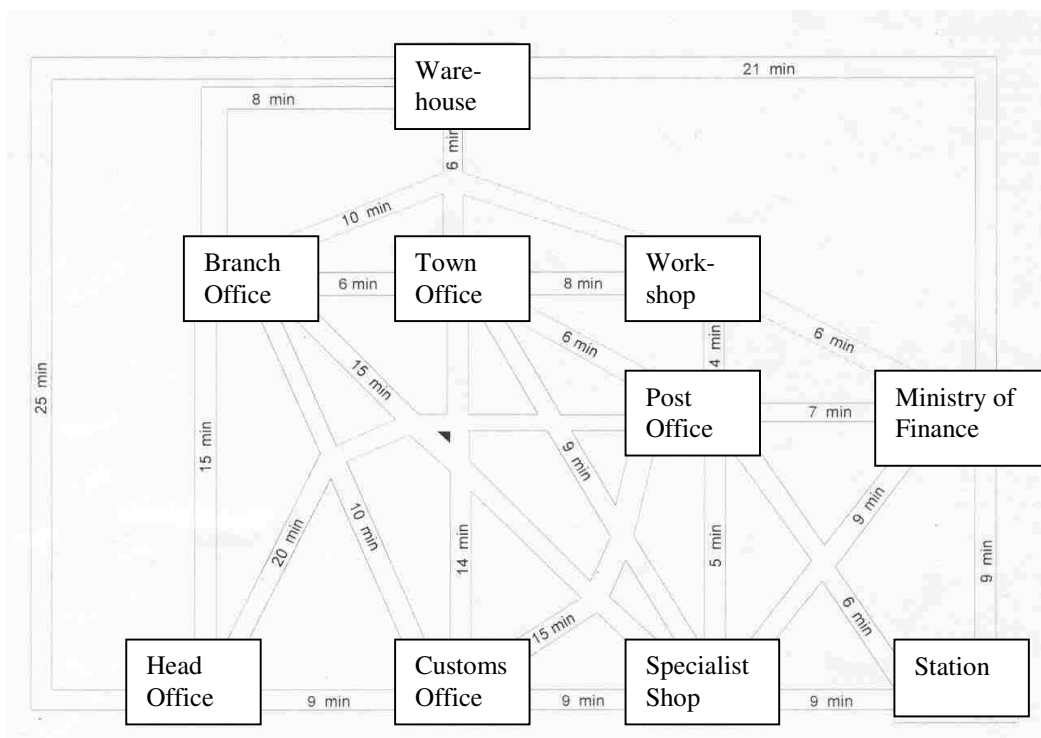 Ware-
house
21 min
8 min
6 min
10 min
Branch
Office
6 min
Town
Office
8 min
Work-
shop
6 min
4 min
6 min
25 min
15 min
15 min
Post
Office
7 min
Ministry of
Finance
9 min
9 min
20 min
10 min
14 min
5 min
6 min
9 min
15 min
Head
Office
9 min
Customs
Office
9 min
Specialist
Shop
9 min
Station